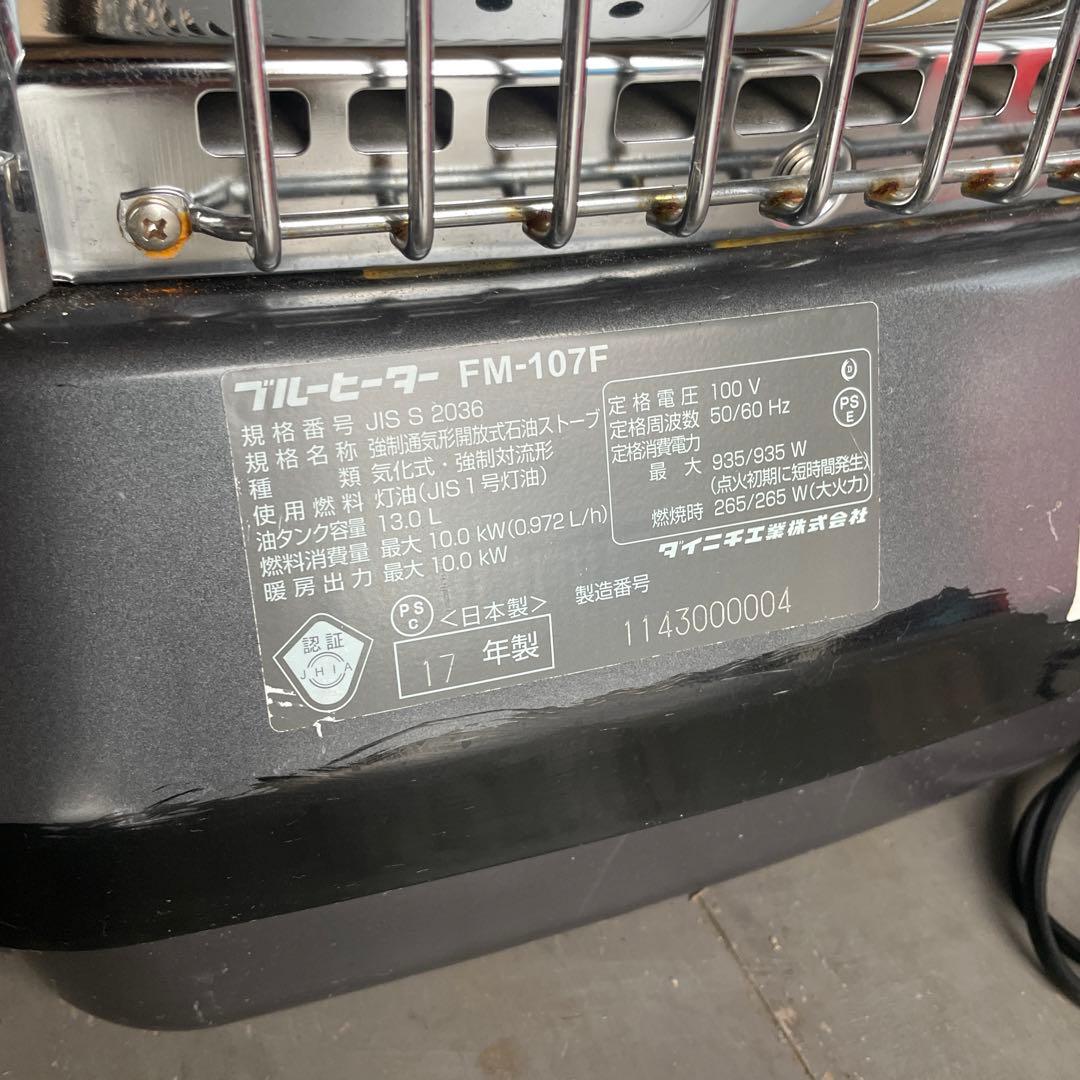 ブルーヒーター FM-107F
規格番号 JIS S 2036
規格名称 強制通気形開放式石油ストーブ
種類 気化式・強制対流形
使用燃料 灯油(JIS1号灯油)
油タンク容量 13.0 L
燃料消費量 最大 10.0 kW(0.972 L/h)
暖房出力 最大 10.0 kW
定格電圧 100 V
定格周波数 50/60 Hz
定格消費電力
最大 935/935 W
(点火初期に短時間発生)
燃焼時 265/265 W(大火力)
D
PS
E
ダイニチ工業株式会社
認証
JHIA
PS
C
<日本製>
17 年製
製造番号
1143000004